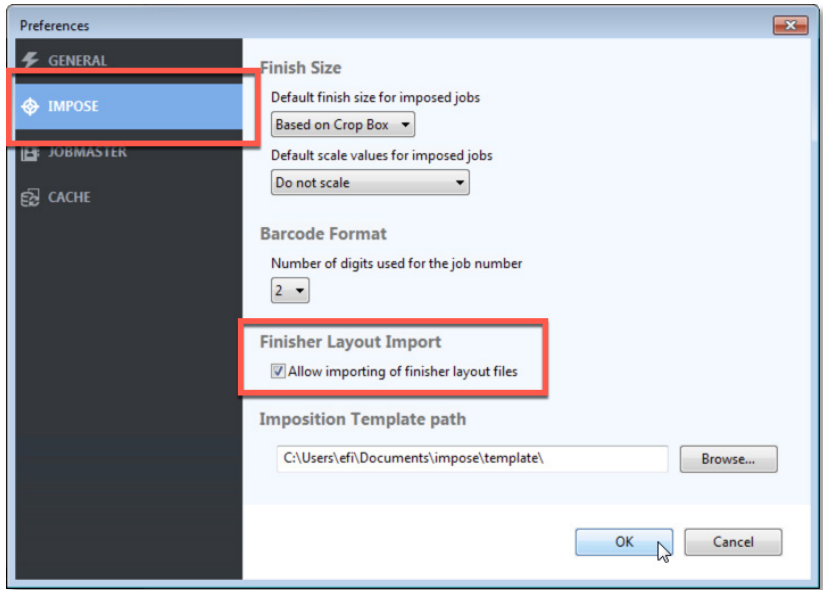 Preferences
GENERAL
IMPOSE
JOBMASTER
CACHE
Finish Size
Default finish size for imposed jobs
Based on Crop Box
Default scale values for imposed jobs
Do not scale
Barcode Format
Number of digits used for the job number
2
Finisher Layout Import
Allow importing of finisher layout files
Imposition Template path
C:\Users\efi\Documents\impose\template\
Browse...
OK
Cancel